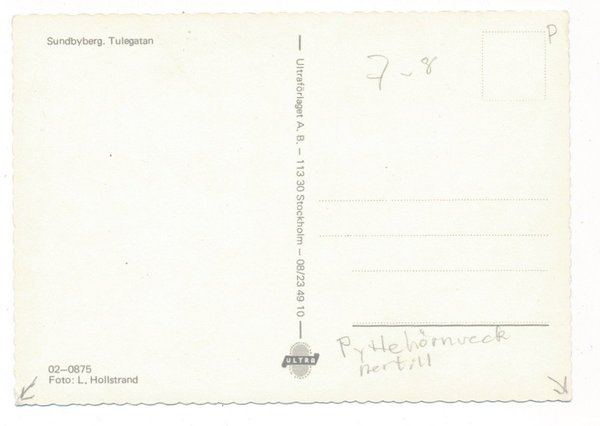 Sundbyberg. Tulegatan
Ultraförlaget A. B. — 113 30 Stockholm — 08/23 49 10
7-8
P
Pyttehörnveck
nertill
ULTRA
02-0875
Foto: L. Hollstrand